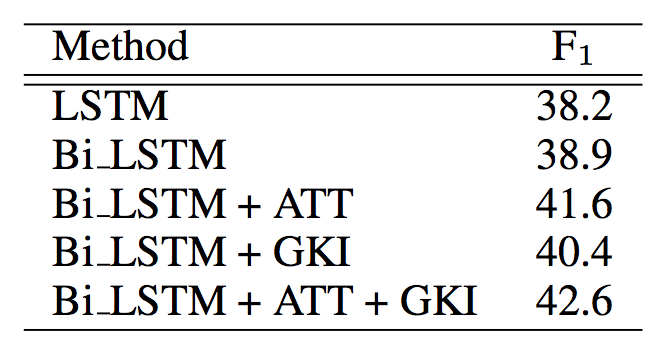 Method F₁
LSTM 38.2
Bi_LSTM 38.9
Bi_LSTM + ATT 41.6
Bi_LSTM + GKI 40.4
Bi_LSTM + ATT + GKI 42.6